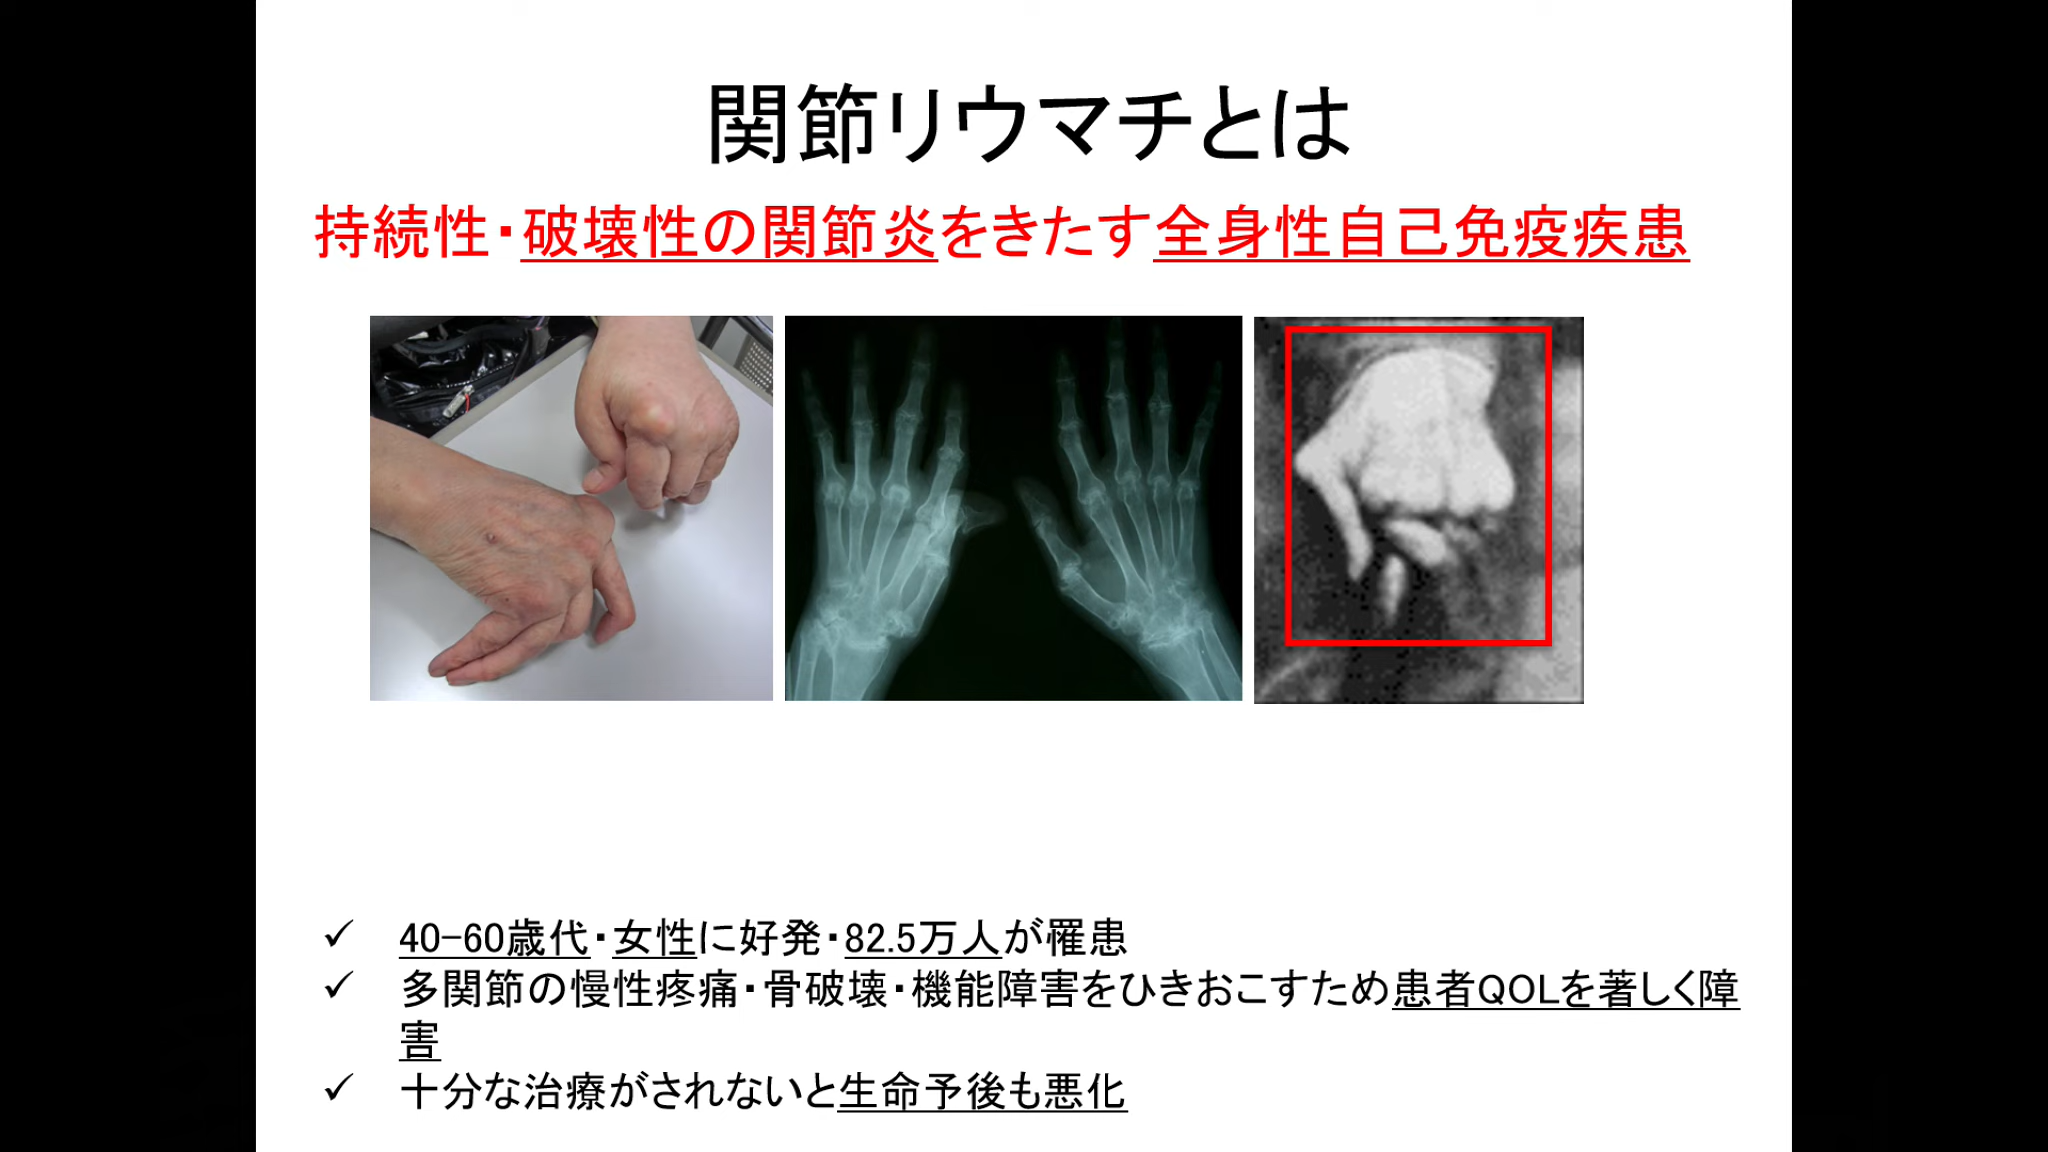 関節リウマチとは
持続性・破壊性の関節炎をきたす全身性自己免疫疾患
✓ 40-60歳代・女性に好発・82.5万人が罹患
✓ 多関節の慢性疼痛・骨破壊・機能障害をひきおこすため患者QOLを著しく障
害
✓ 十分な治療がされないと生命予後も悪化